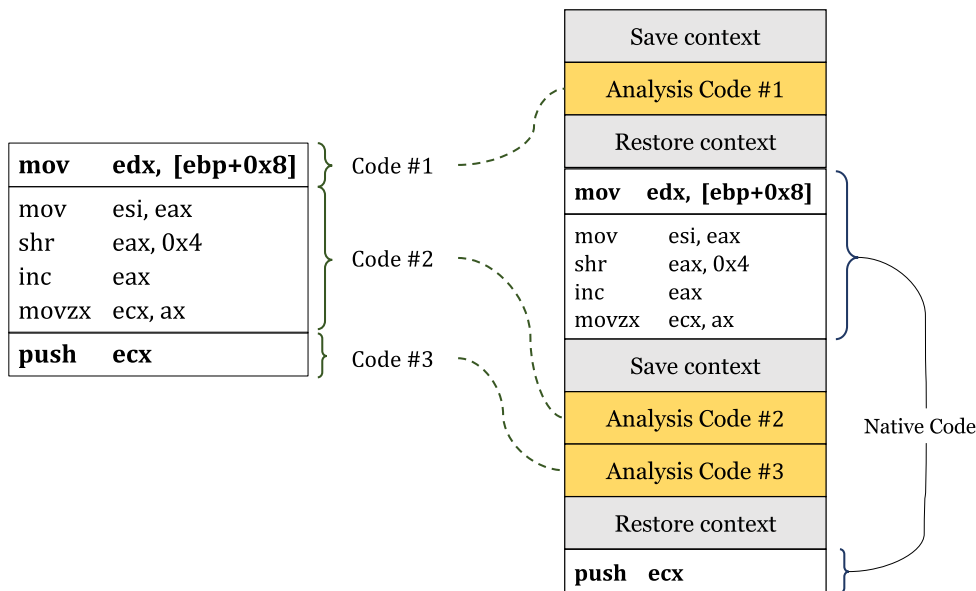 mov edx, [ebp+0x8]
mov esi, eax
shr eax, 0x4
inc eax
movzx ecx, ax
push ecx
Code #1
Code #2
Code #3
Save context
Analysis Code #1
Restore context
mov edx, [ebp+0x8]
mov esi, eax
shr eax, 0x4
inc eax
movzx ecx, ax
Save context
Analysis Code #2
Analysis Code #3
Restore context
push ecx
Native Code